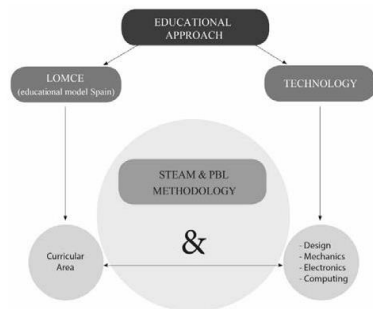 EDUCATIONAL
APPROACH
LOMCE
(educational model Spain)
TECHNOLOGY
STEAM & PBL
METHODOLOGY
&
Curricular
Area
- Design
- Mechanics
- Electronics
- Computing